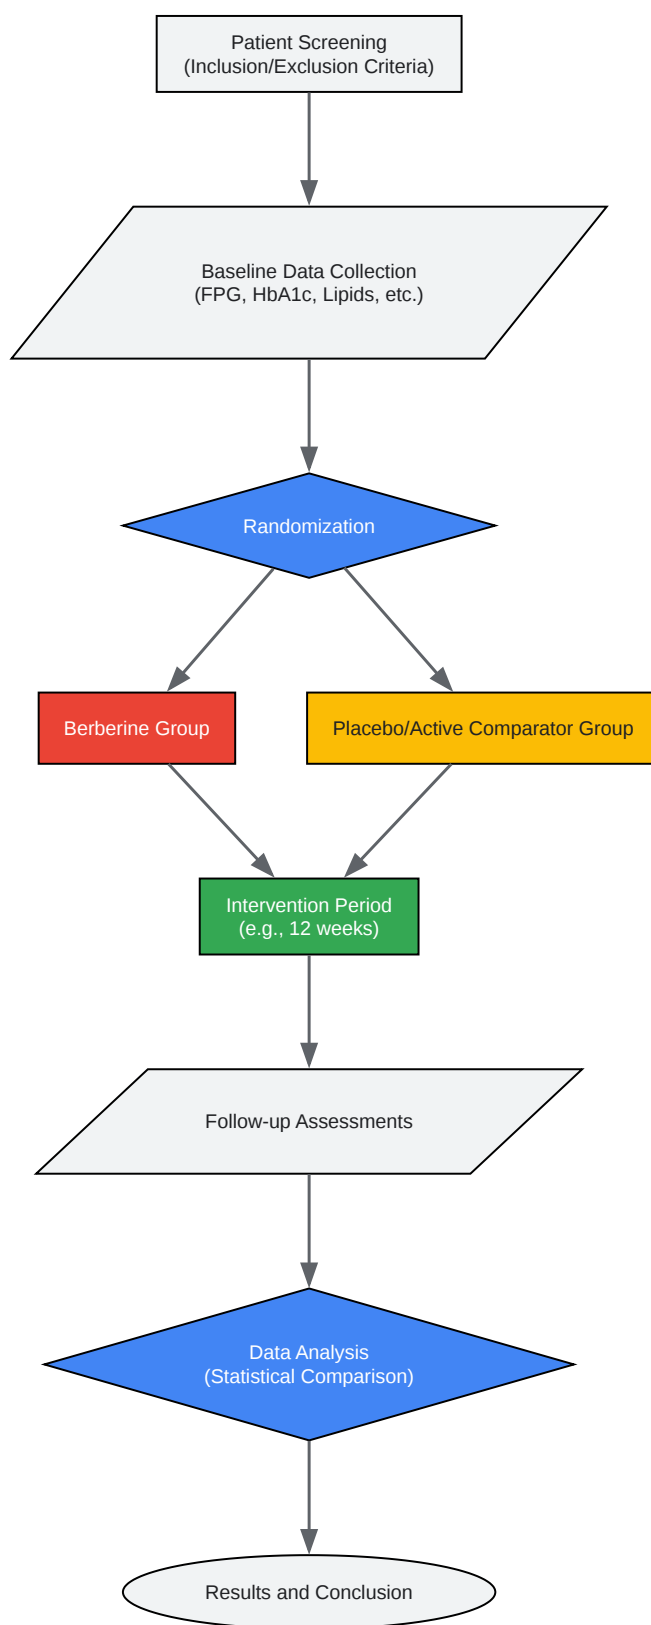 Patient Screening
(Inclusion/Exclusion Criteria)
Baseline Data Collection
(FPG, HbA1c, Lipids, etc.)
Randomization
Berberine Group
Placebo/Active Comparator Group
Intervention Period
(e.g., 12 weeks)
Follow-up Assessments
Data Analysis
(Statistical Comparison)
Results and Conclusion